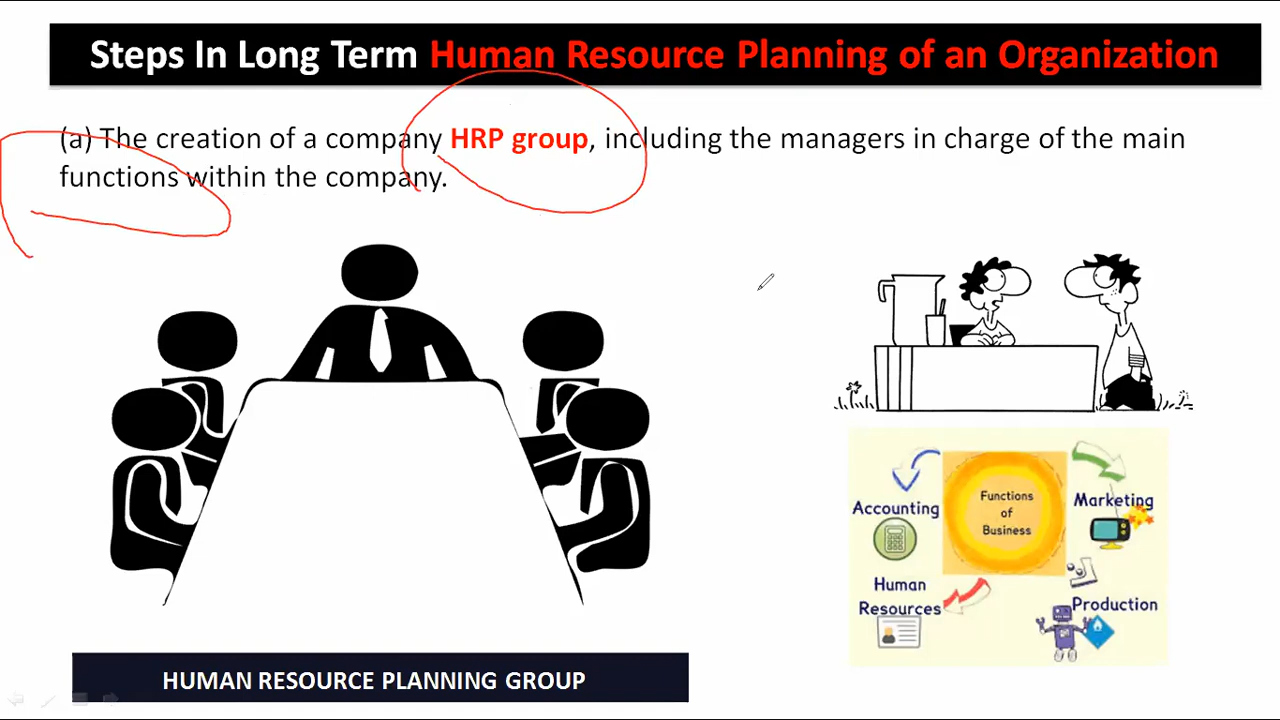 Steps In Long Term Human Resource Planning of an Organization
(a) The creation of a company HRP group, including the managers in charge of the main
functions within the company.
Functions
of
Business
Accounting
Marketing
Human
Resources
Production
HUMAN RESOURCE PLANNING GROUP